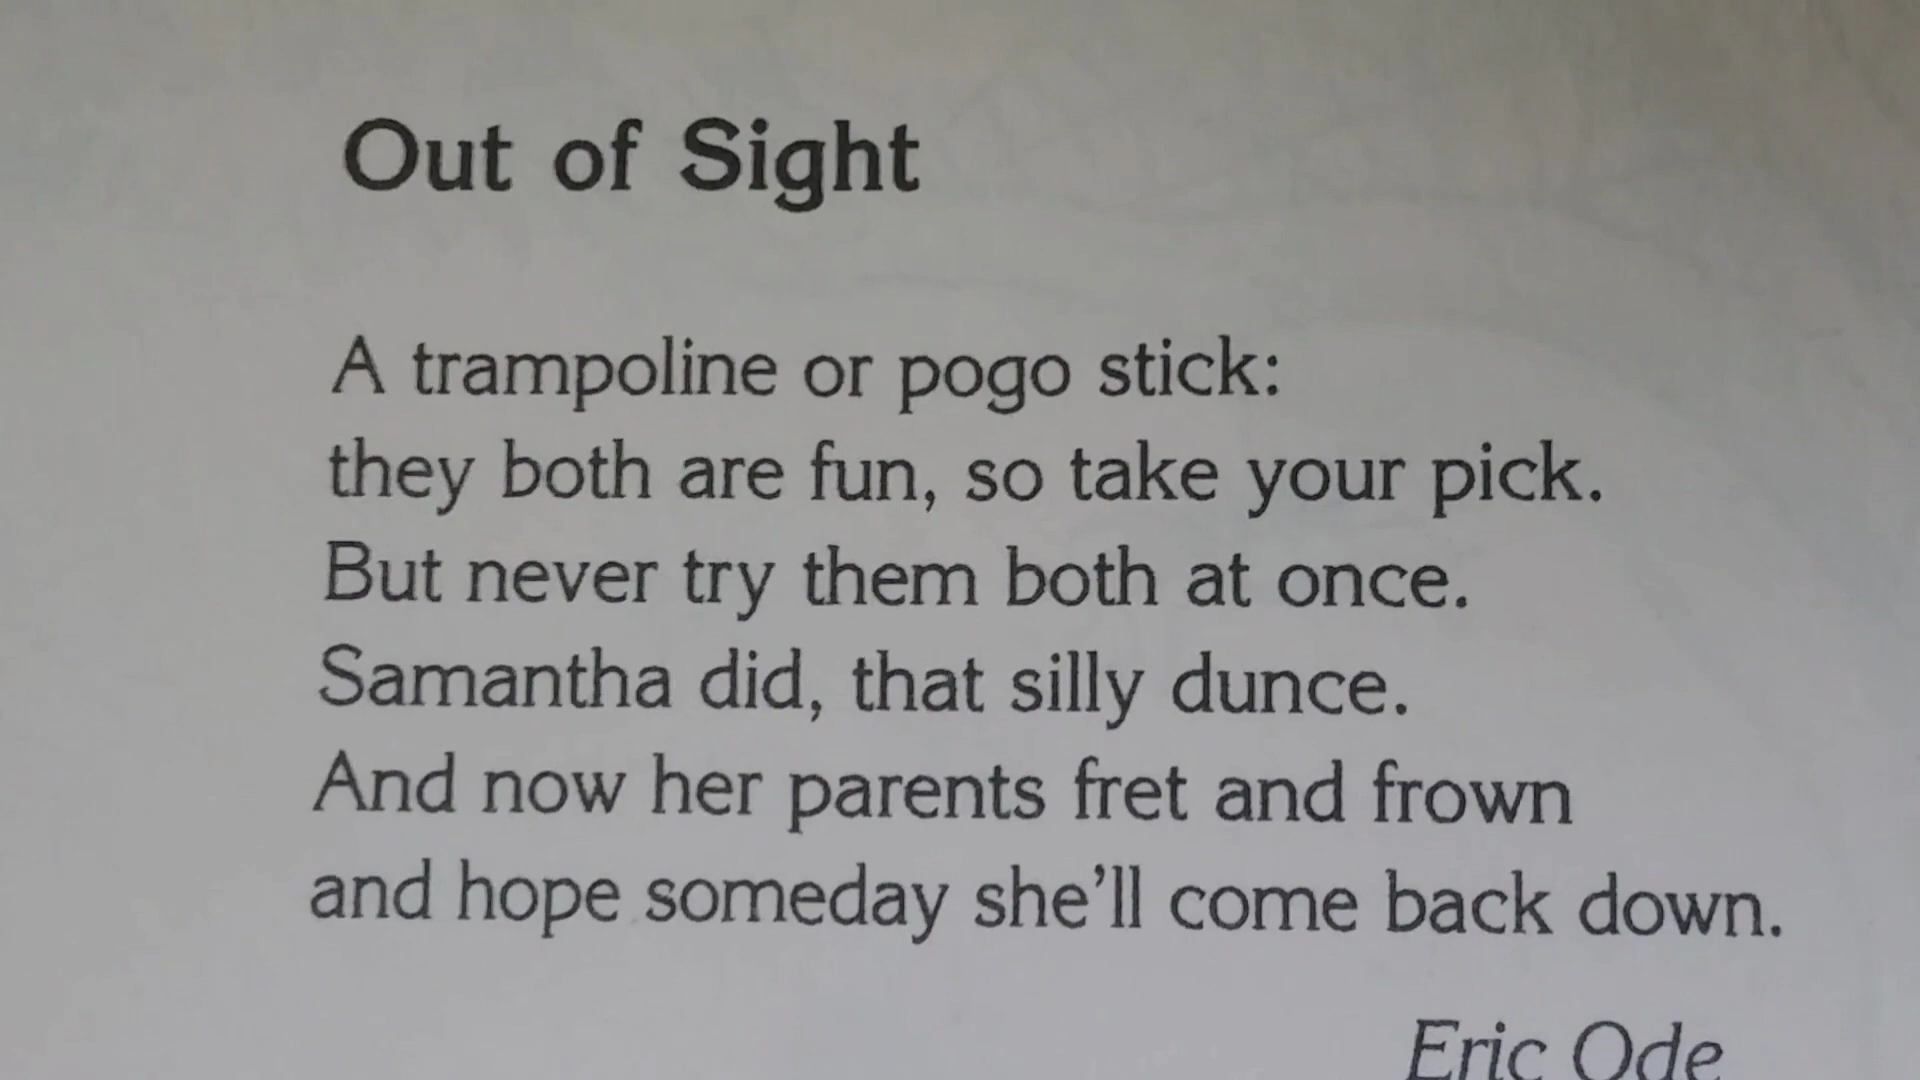 Out of Sight
A trampoline or pogo stick:
they both are fun, so take your pick.
But never try them both at once.
Samantha did, that silly dunce.
And now her parents fret and frown
and hope someday she'll come back down.
Eric Ode